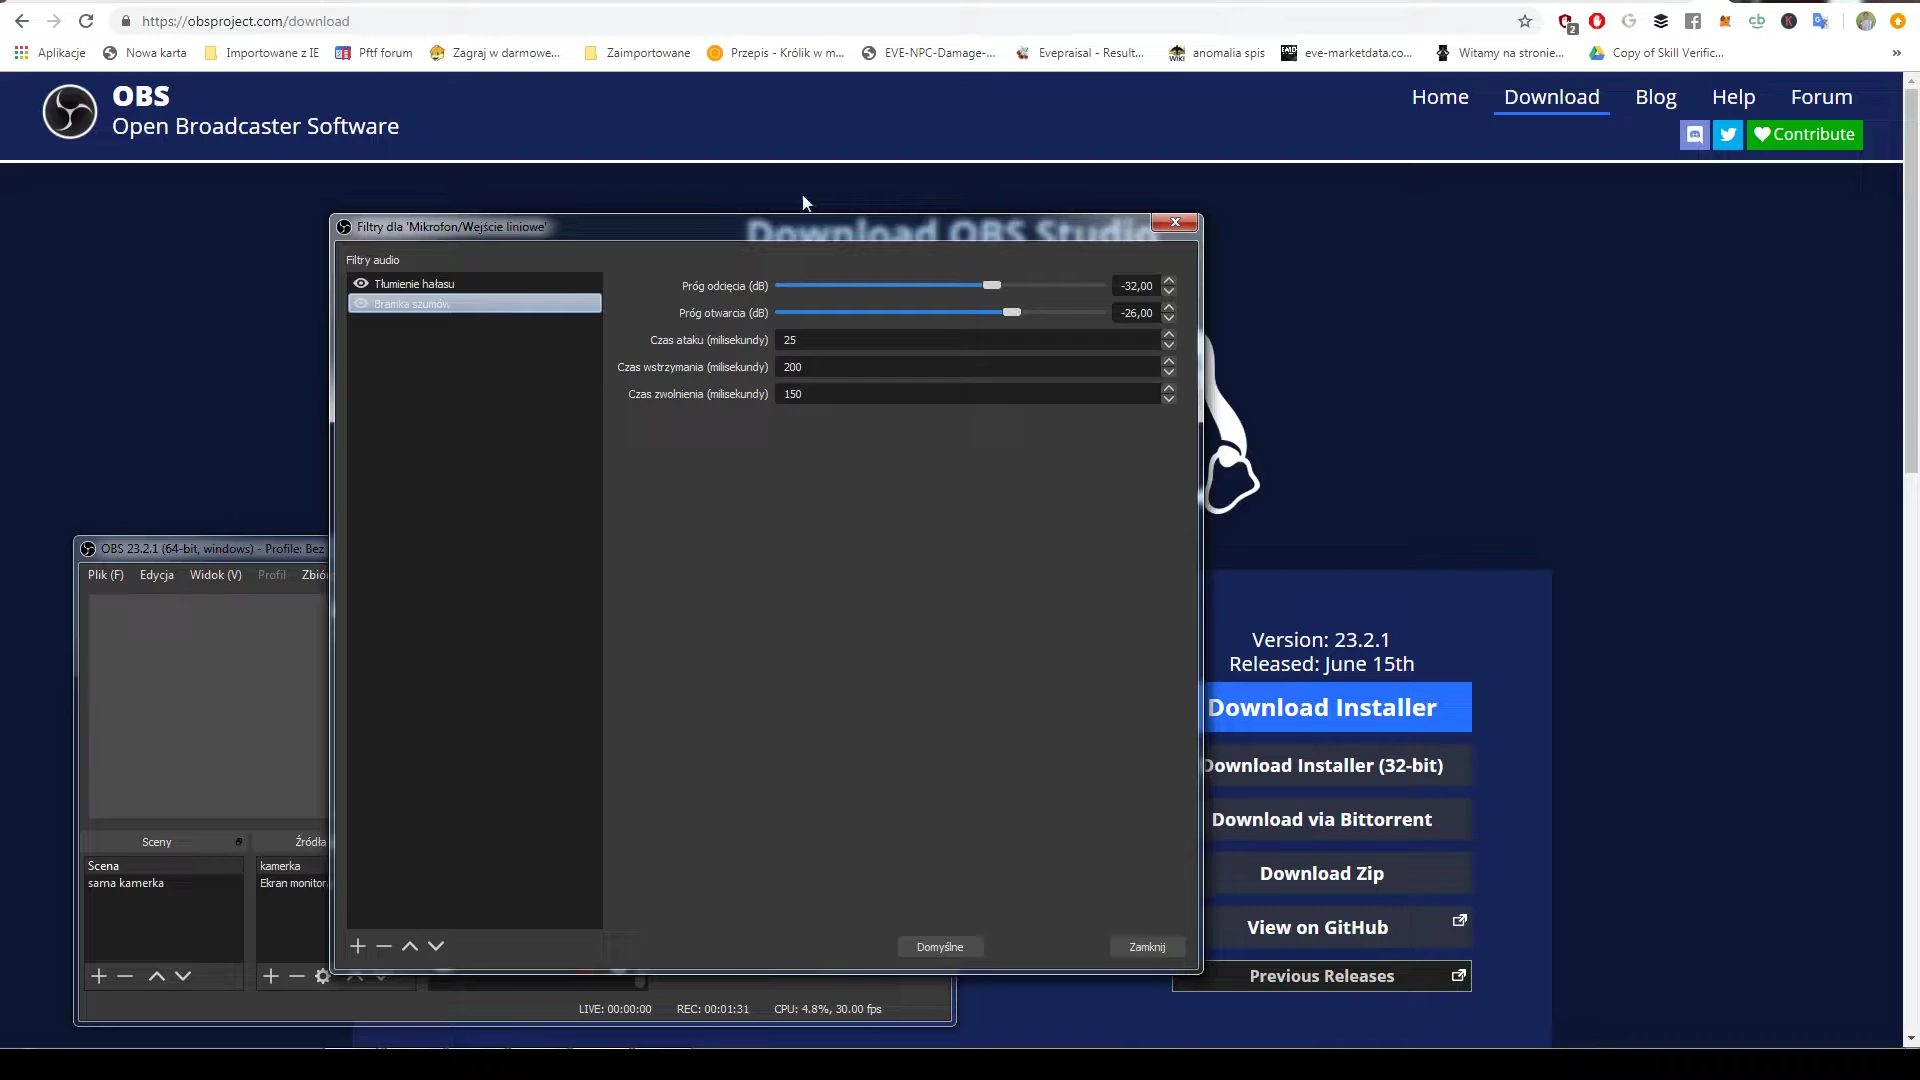 https://obsproject.com/download
2
Aplikacje
Nowa karta
Importowane z IE
Pftf forum
Zagraj w darmowe...
Zaimportowane
Przepis - Królik w m...
EVE-NPC-Damage-...
Evepraisal - Result...
anomalia spis
eve-marketdata.co...
Witamy na stronie...
Copy of Skill Verific...
»
OBS
Open Broadcaster Software
Home
Download
Blog
Help
Forum
Contribute
Download OBS Studio
Filtry dla 'Mikrofon/Wejście liniowe'
Filtry audio
Tłumienie hałasu
Bramka szumów
Próg odcięcia (dB)
-32,00
Próg otwarcia (dB)
-26,00
Czas ataku (milisekundy)
25
Czas wstrzymania (milisekundy)
200
Czas zwolnienia (milisekundy)
150
Domyślne
Zamknij
OBS 23.2.1 (64-bit, windows) - Profile: Bez
Plik (F)
Edycja
Widok (V)
Profil
Zbiór
Sceny
Źródła
Scena
sama kamerka
kamerka
Ekran monitor
LIVE: 00:00:00
REC: 00:01:31
CPU: 4.8%, 30.00 fps
Version: 23.2.1
Released: June 15th
Download Installer
Download Installer (32-bit)
Download via Bittorrent
Download Zip
View on GitHub
Previous Releases